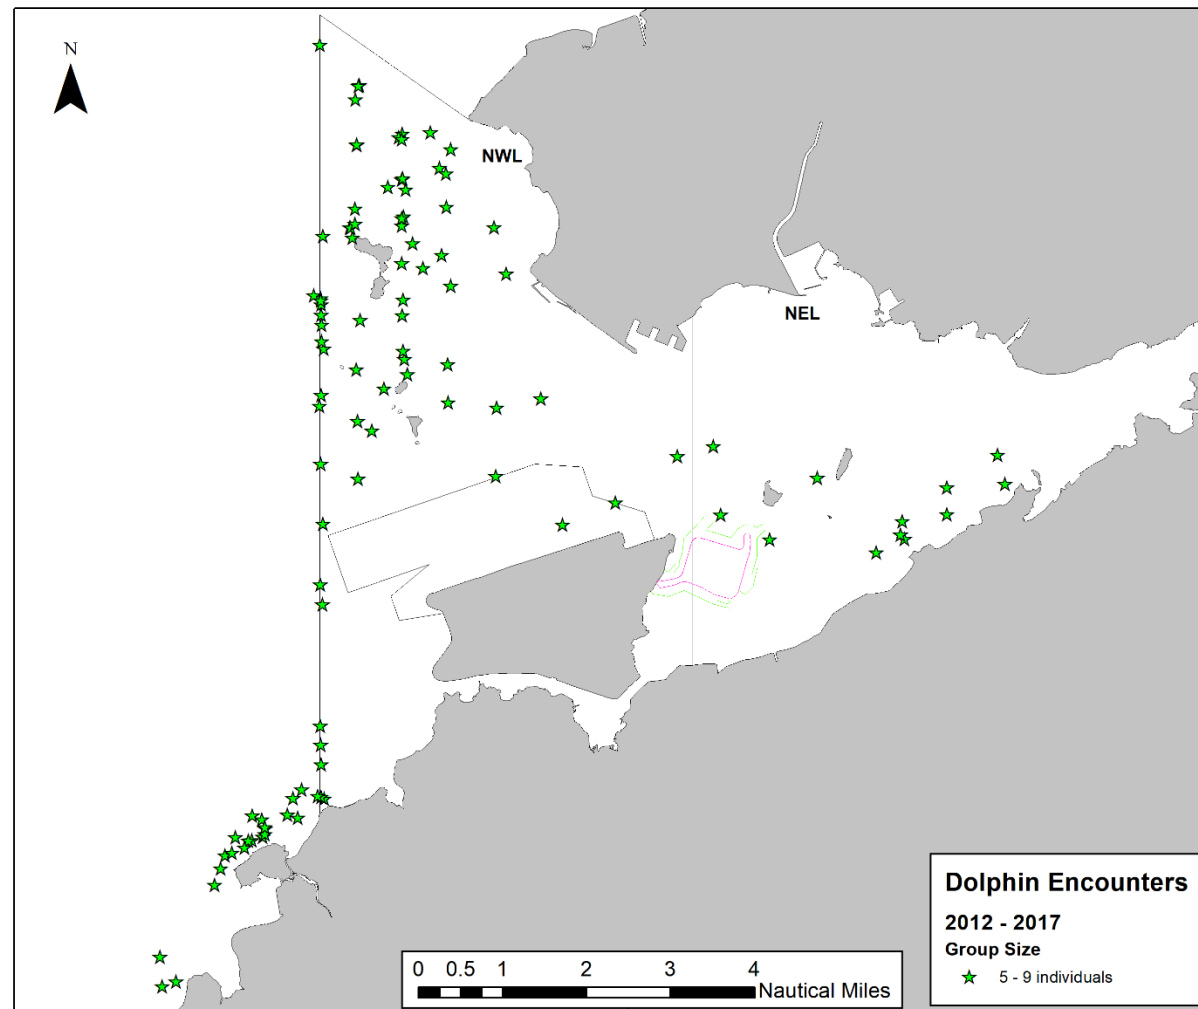 N
NWL
NEL
Dolphin Encounters
2012 - 2017
Group Size
5 - 9 individuals
0 0.5 1 2 3 4
Nautical Miles